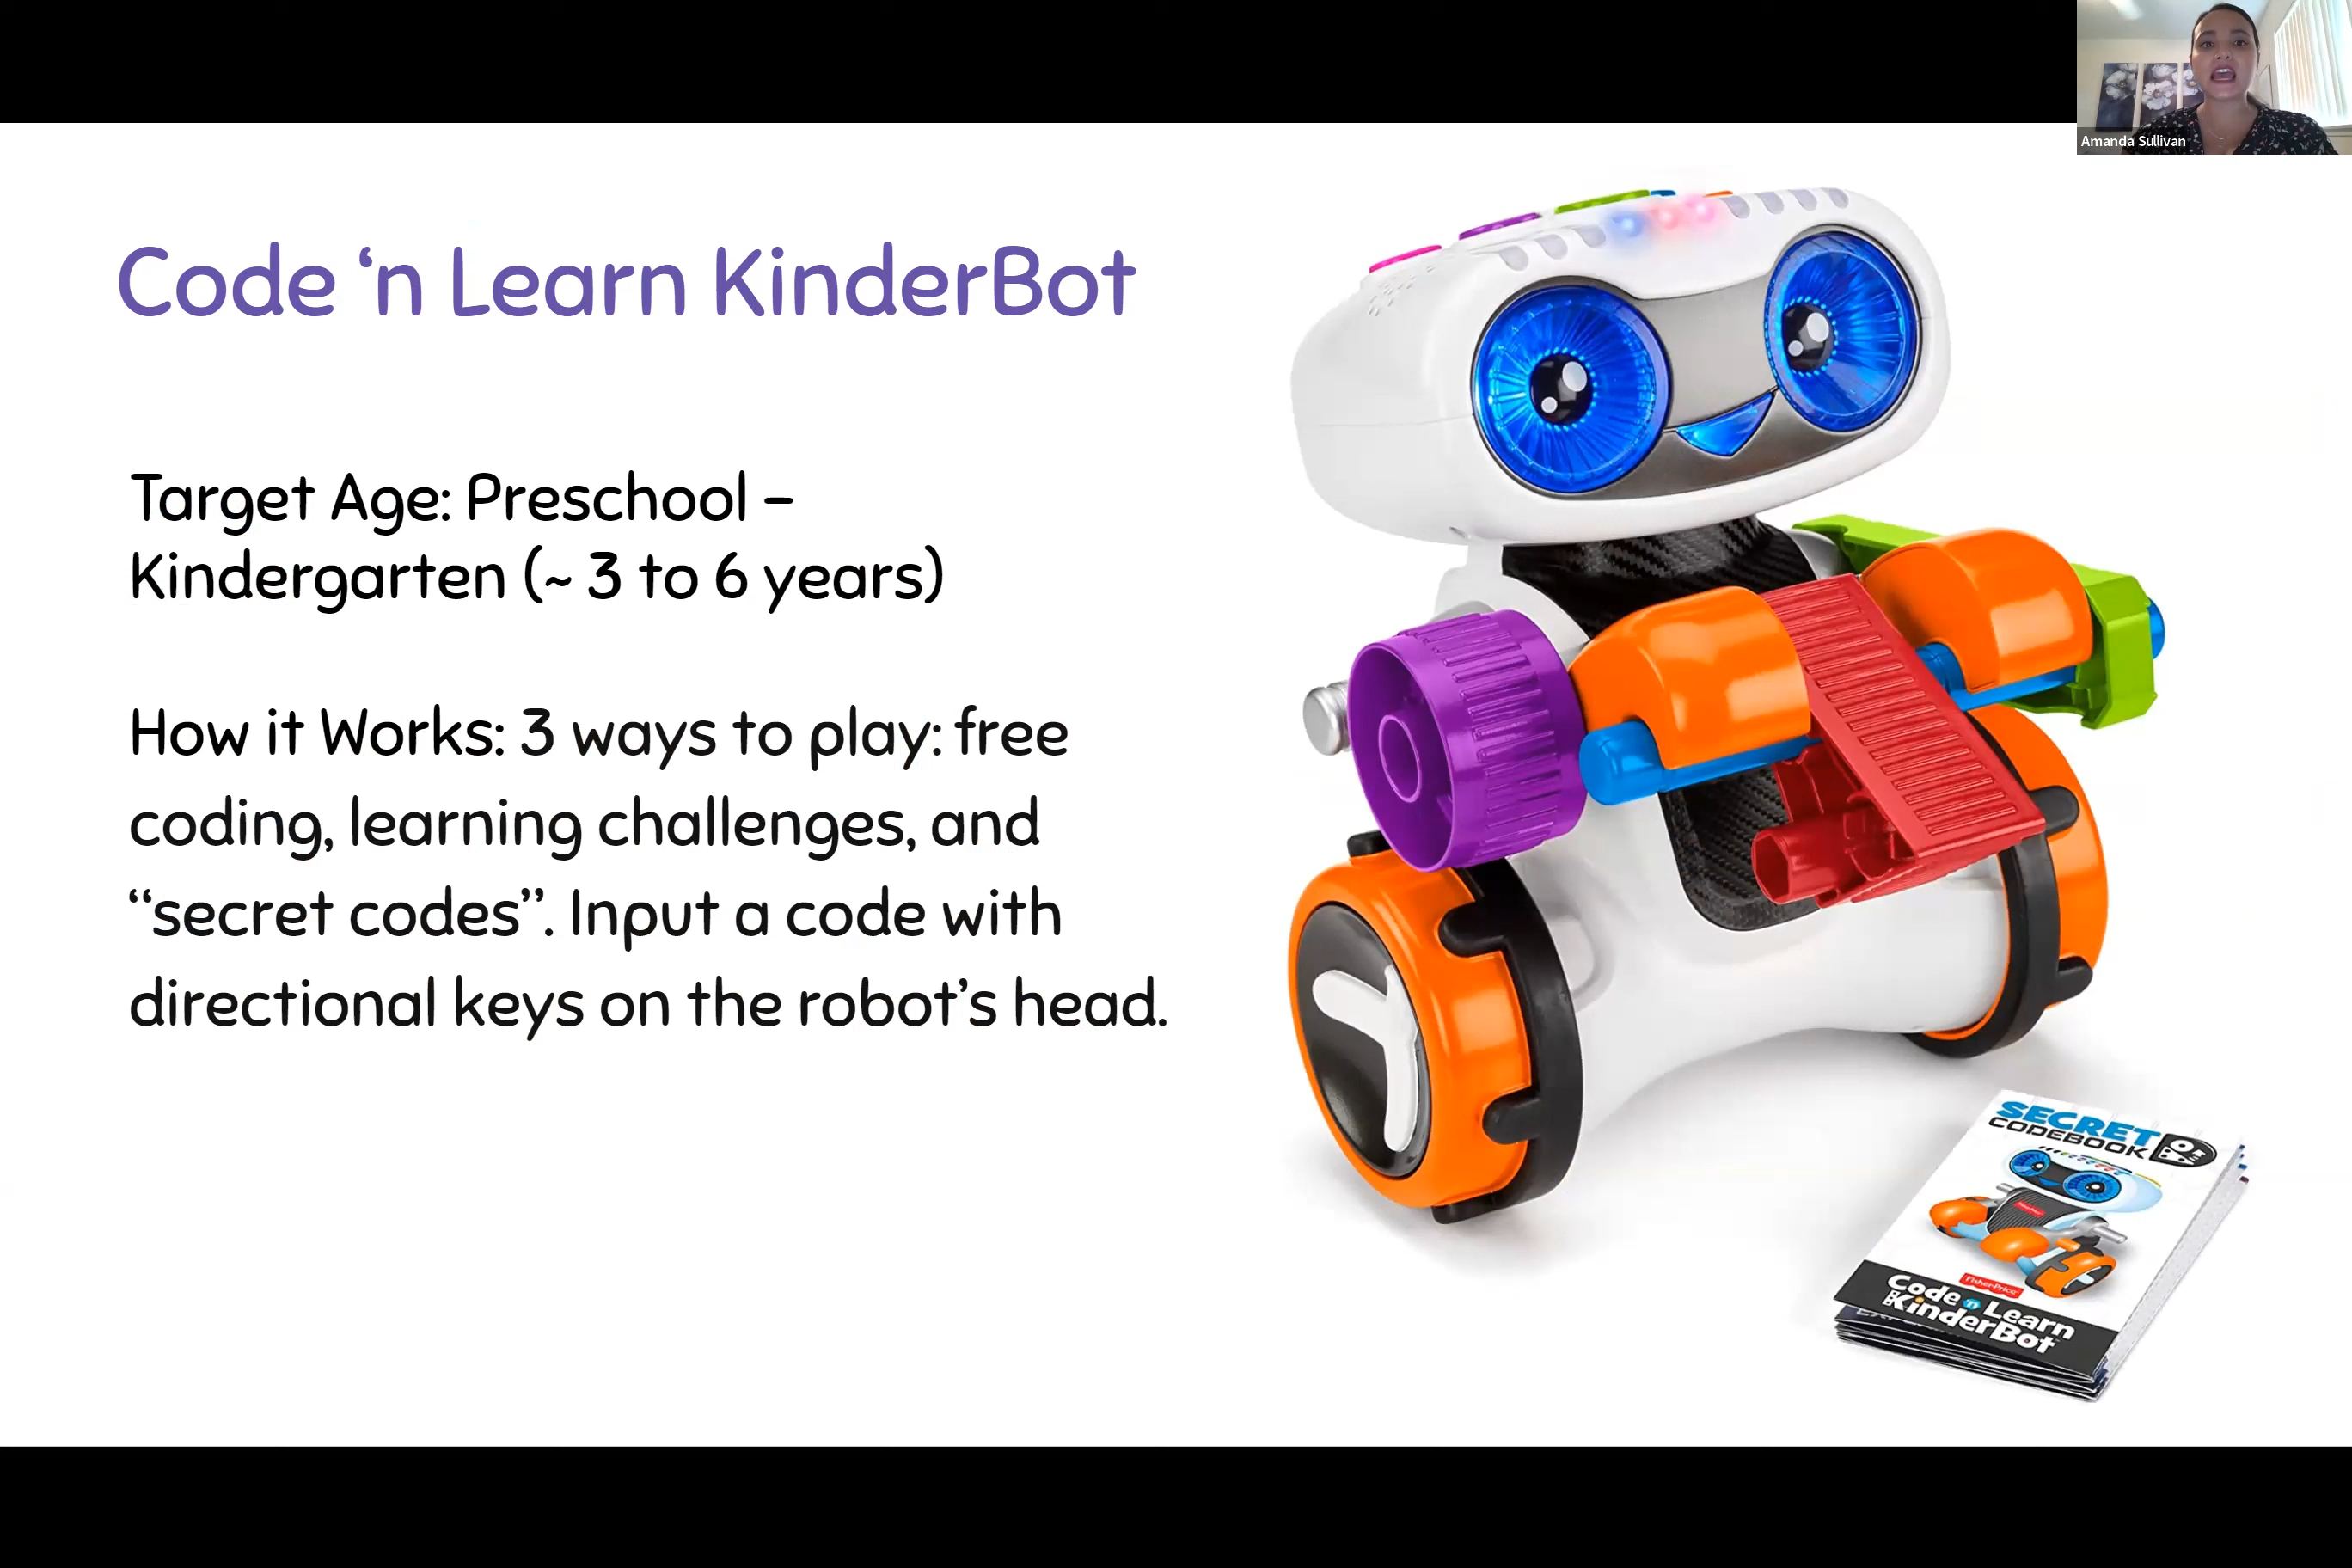 Amanda Sullivan
Code ‘n Learn KinderBot
Target Age: Preschool –
Kindergarten (~ 3 to 6 years)
How it Works: 3 ways to play: free
coding, learning challenges, and
“secret codes”. Input a code with
directional keys on the robot’s head.
SECRET
CODEBOOK
Fisher-Price
Code 'n Learn
KinderBot